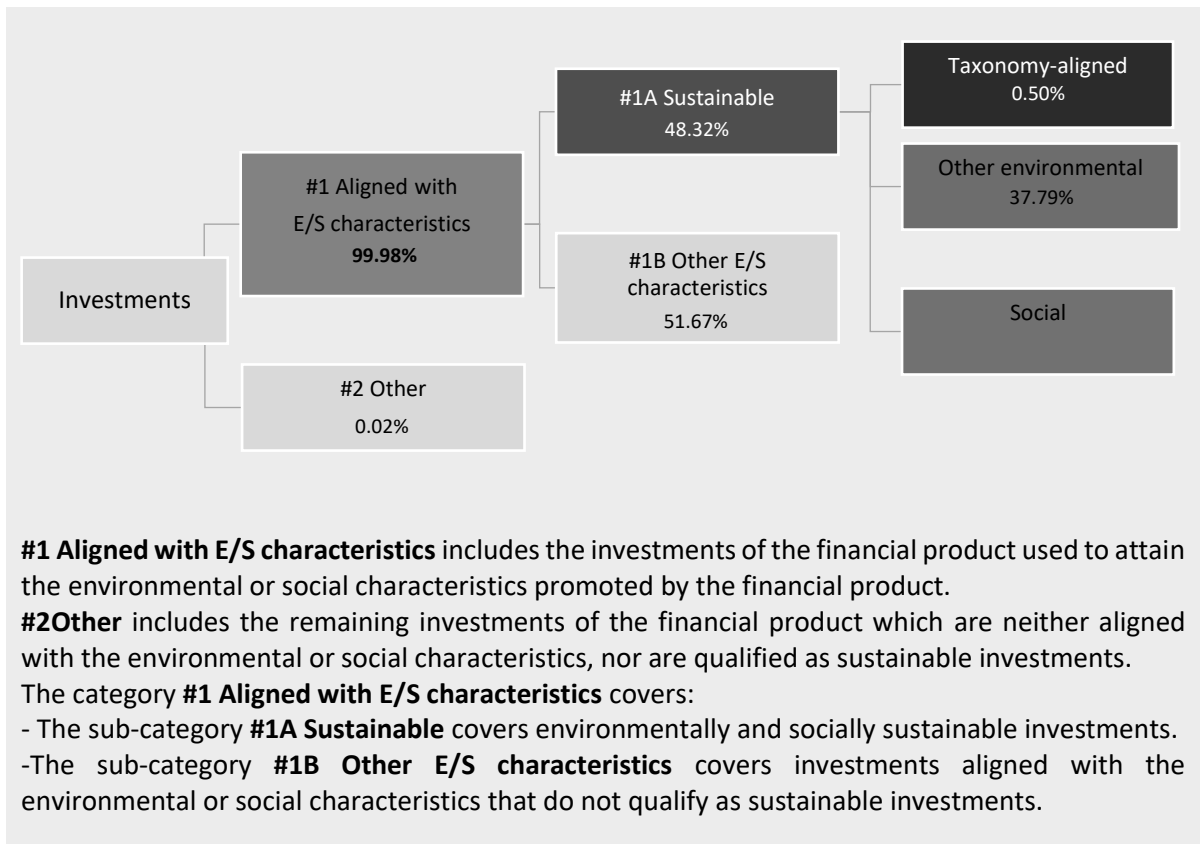 Investments
#1 Aligned with
E/S characteristics
99.98%
#2 Other
0.02%
#1A Sustainable
48.32%
#1B Other E/S
characteristics
51.67%
Taxonomy-aligned
0.50%
Other environmental
37.79%
Social
#1 Aligned with E/S characteristics includes the investments of the financial product used to attain
the environmental or social characteristics promoted by the financial product.
#2Other includes the remaining investments of the financial product which are neither aligned
with the environmental or social characteristics, nor are qualified as sustainable investments.
The category #1 Aligned with E/S characteristics covers:
- The sub-category #1A Sustainable covers environmentally and socially sustainable investments.
-The sub-category #1B Other E/S characteristics covers investments aligned with the
environmental or social characteristics that do not qualify as sustainable investments.